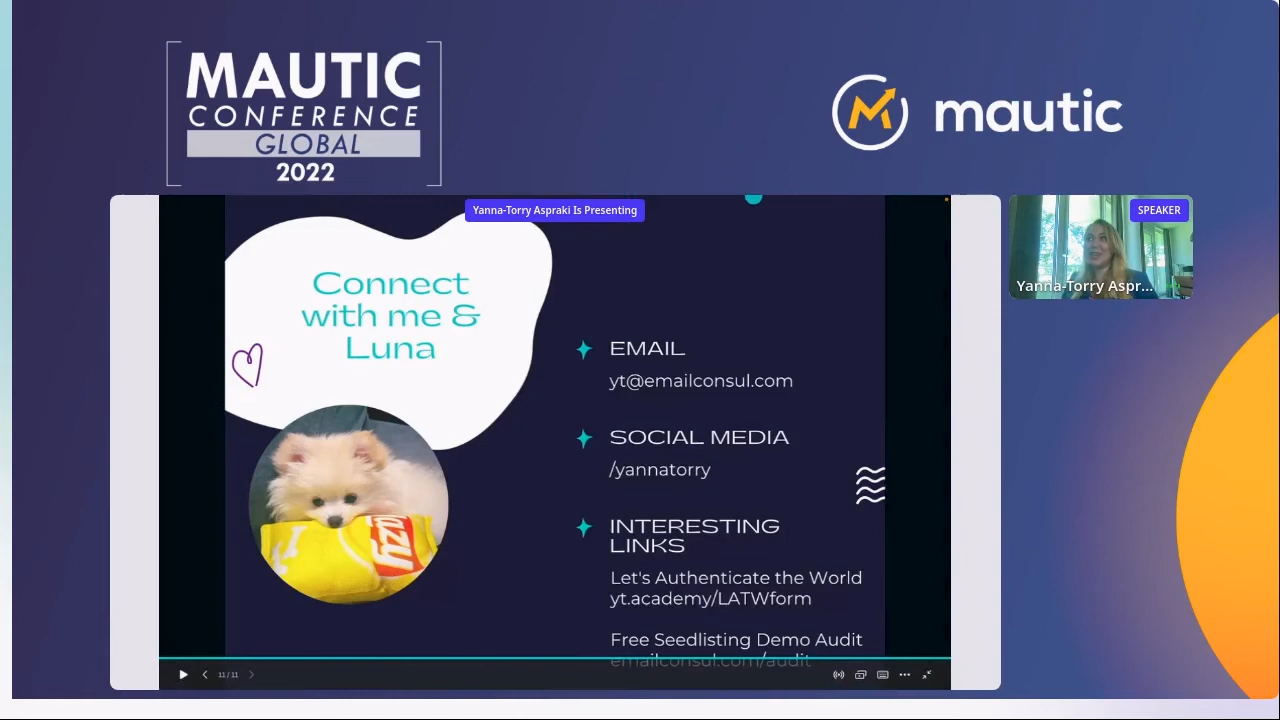 MAUTIC
CONFERENCE
GLOBAL
2022
mautic
Yanna-Torry Aspraki Is Presenting
SPEAKER
Yanna-Torry Aspr...
Connect
with me &
Luna
EMAIL
yt@emailconsul.com
SOCIAL MEDIA
/yannatorry
INTERESTING
LINKS
Let's Authenticate the World
yt.academy/LATWform
Free Seedlisting Demo Audit
emailconsul.com/audit
11 / 11